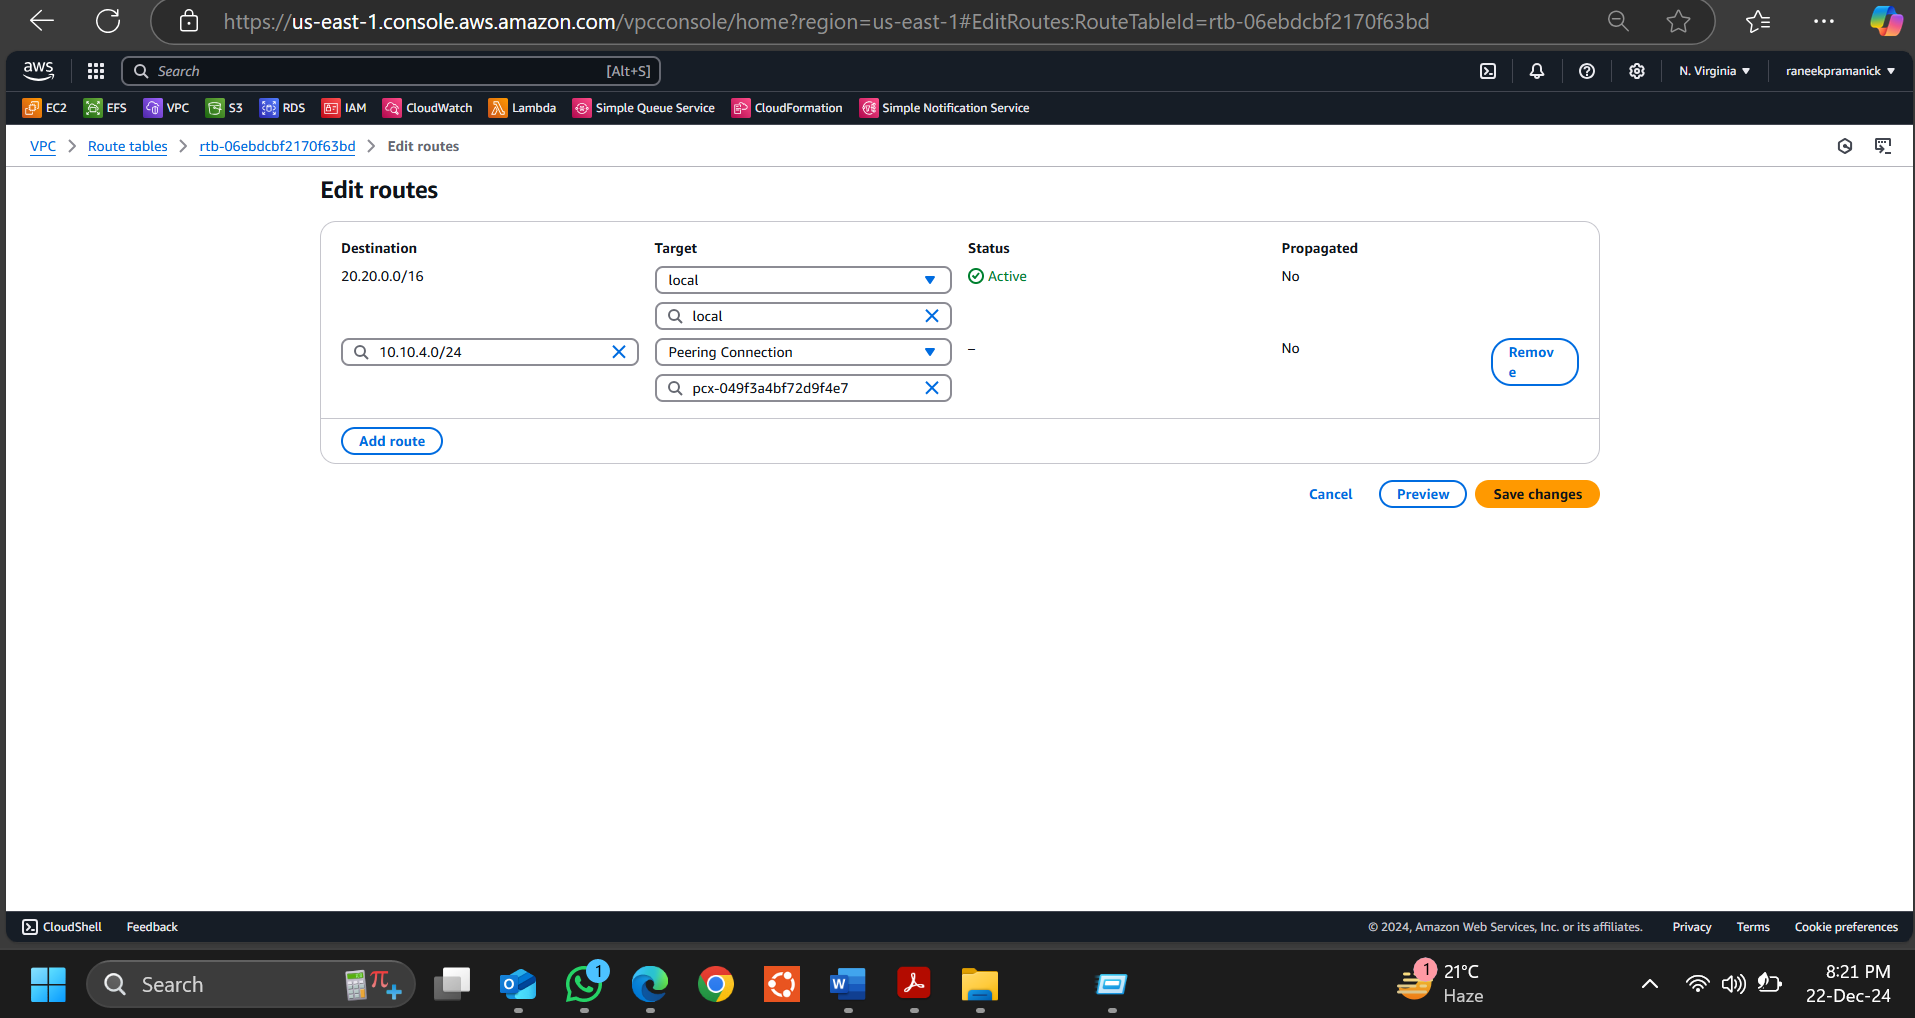 https://us-east-1.console.aws.amazon.com/vpcconsole/home?region=us-east-1#EditRoutes:RouteTableId=rtb-06ebdcbf2170f63bd
aws Search [Alt+S] N. Virginia raneekpramanick
EC2 EFS VPC S3 RDS IAM CloudWatch Lambda Simple Queue Service CloudFormation Simple Notification Service
VPC Route tables rtb-06ebdcbf2170f63bd Edit routes
Edit routes
Destination Target Status Propagated
20.20.0.0/16 local Active No
local
10.10.4.0/24 Peering Connection – No Remov
e
pcx-049f3a4bf72d9f4e7
Add route
Cancel Preview Save changes
CloudShell Feedback © 2024, Amazon Web Services, Inc. or its affiliates. Privacy Terms Cookie preferences
Search 1 1 21°C 8:21 PM
Haze 22-Dec-24